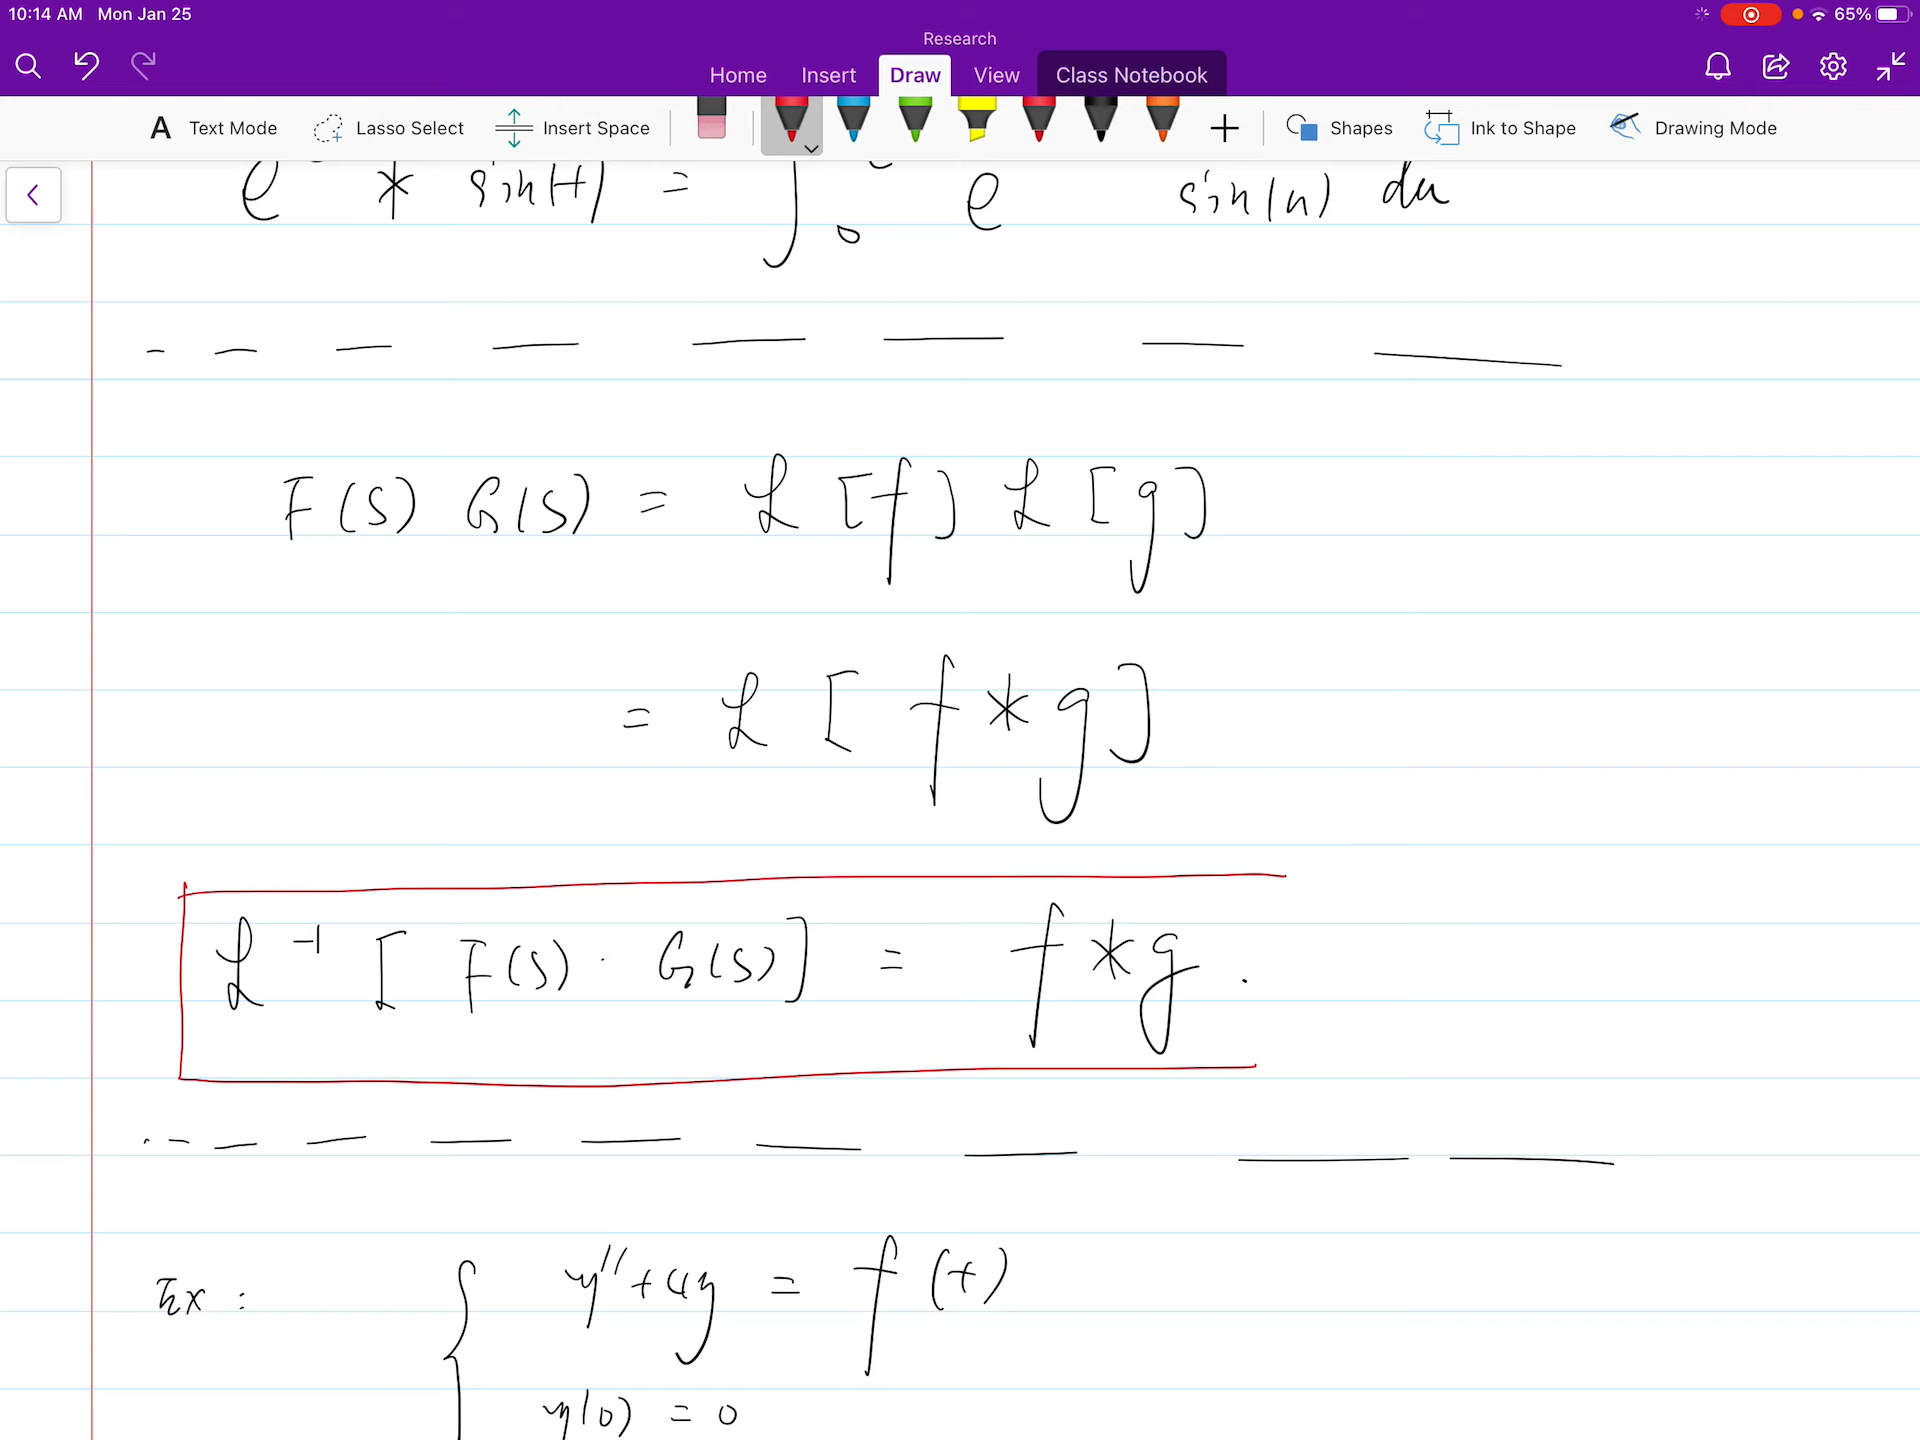 10:14 AM Mon Jan 25 65%
Research
Home Insert Draw View Class Notebook
A Text Mode Lasso Select Insert Space Shapes Ink to Shape Drawing Mode
e * sin(t) = ∫₀ e sin(u) du
F(s) G(s) = ℒ [f] ℒ [g]
= ℒ [f * g]
ℒ⁻¹ [F(s) · G(s)] = f * g .
Ex : { y'' + 4y = f(t)
y(0) = 0